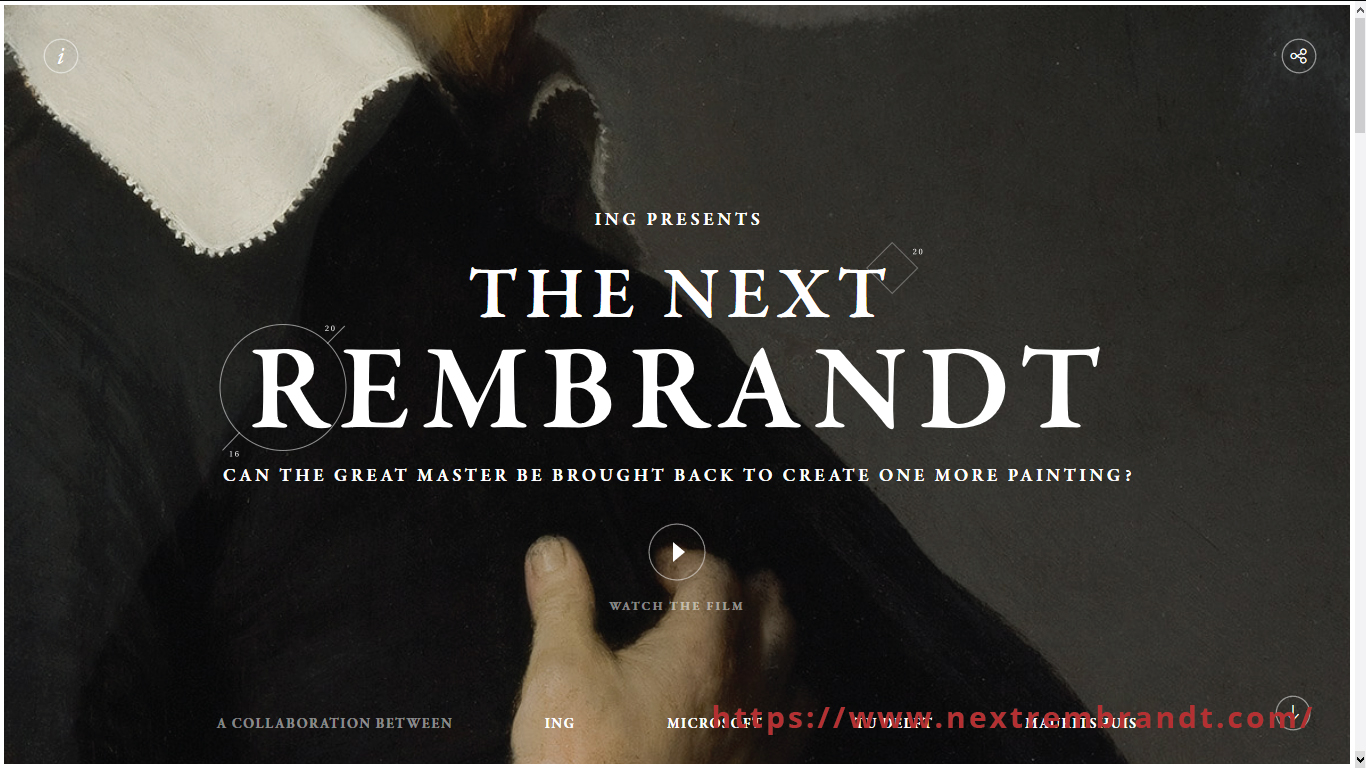 i
ING PRESENTS
THE NEXT
20
REMBRANDT
20
16
CAN THE GREAT MASTER BE BROUGHT BACK TO CREATE ONE MORE PAINTING?
WATCH THE FILM
A COLLABORATION BETWEEN ING MICROSOFT TU DELFT MAURITSHUIS
https://www.nextrembrandt.com/